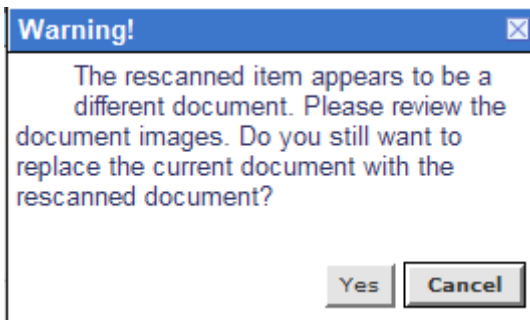 Warning!
The rescanned item appears to be a
different document. Please review the
document images. Do you still want to
replace the current document with the
rescanned document?
Yes
Cancel